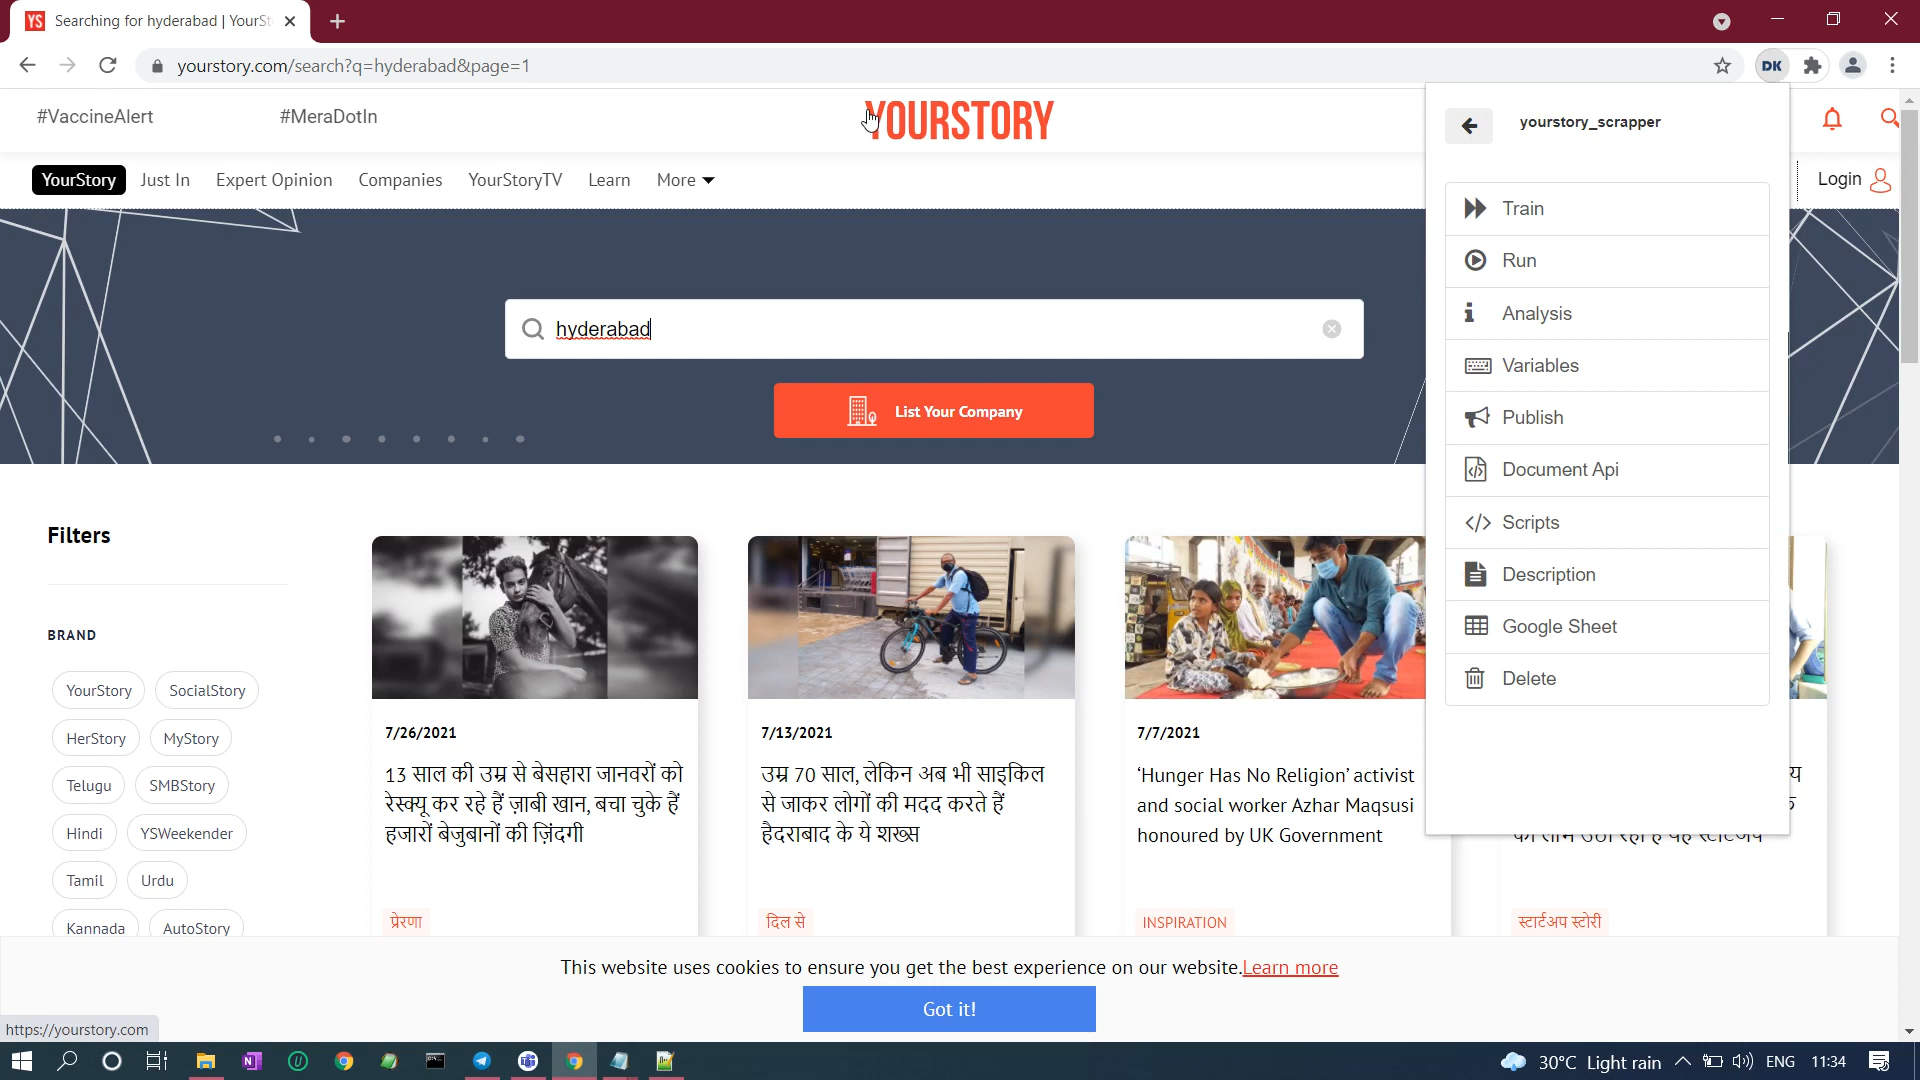 YS Searching for hyderabad | YourSt
yourstory.com/search?q=hyderabad&page=1
DK
#VaccineAlert
#MeraDotIn
YOURSTORY
YourStory
Just In
Expert Opinion
Companies
YourStoryTV
Learn
More
Login
hyderabad
List Your Company
yourstory_scrapper
Train
Run
Analysis
Variables
Publish
Document Api
Scripts
Description
Google Sheet
Delete
Filters
BRAND
YourStory
SocialStory
HerStory
MyStory
Telugu
SMBStory
Hindi
YSWeekender
Tamil
Urdu
Kannada
AutoStory
7/26/2021
13 साल की उम्र से बेसहारा जानवरों को
रेस्क्यू कर रहे हैं ज़ाबी खान, बचा चुके हैं
हजारों बेजुबानों की ज़िंदगी
प्रेरणा
7/13/2021
उम्र 70 साल, लेकिन अब भी साइकिल
से जाकर लोगों की मदद करते हैं
हैदराबाद के ये शख्स
दिल से
7/7/2021
‘Hunger Has No Religion’ activist
and social worker Azhar Maqsusi
honoured by UK Government
INSPIRATION
स्टार्टअप स्टोरी
This website uses cookies to ensure you get the best experience on our website. Learn more
Got it!
https://yourstory.com
30°C Light rain
ENG
11:34